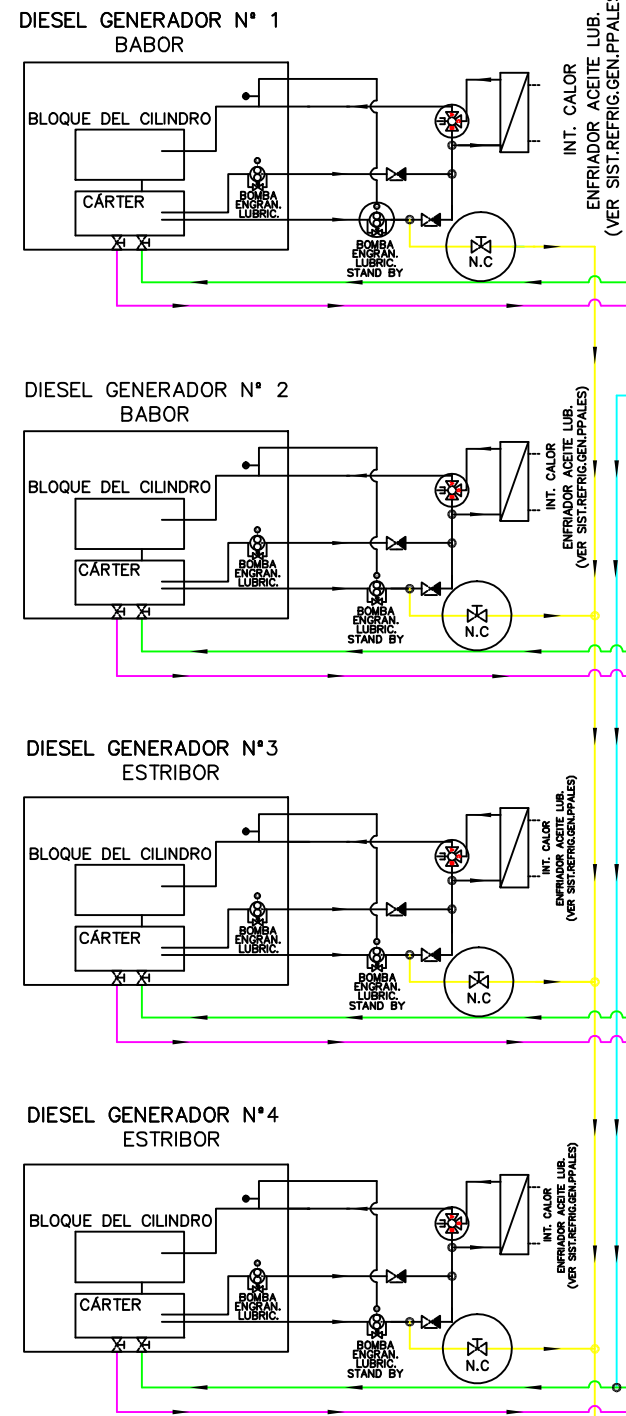 DIESEL GENERADOR Nº 1
BABOR
BLOQUE DEL CILINDRO
CÁRTER
BOMBA
ENGRAN.
LUBRIC.
BOMBA
ENGRAN.
LUBRIC.
STAND BY
N.C
INT. CALOR
ENFRIADOR ACEITE LUB.
(VER SIST.REFRIG.GEN.PPALES
DIESEL GENERADOR Nº 2
BABOR
BLOQUE DEL CILINDRO
CÁRTER
BOMBA
ENGRAN.
LUBRIC.
BOMBA
ENGRAN.
LUBRIC.
STAND BY
N.C
INT. CALOR
ENFRIADOR ACEITE LUB.
(VER SIST.REFRIG.GEN.PPALES)
DIESEL GENERADOR Nº3
ESTRIBOR
BLOQUE DEL CILINDRO
CÁRTER
BOMBA
ENGRAN.
LUBRIC.
BOMBA
ENGRAN.
LUBRIC.
STAND BY
N.C
INT. CALOR
ENFRIADOR ACEITE LUB.
(VER SIST.REFRIG.GEN.PPALES)
DIESEL GENERADOR Nº4
ESTRIBOR
BLOQUE DEL CILINDRO
CÁRTER
BOMBA
ENGRAN.
LUBRIC.
BOMBA
ENGRAN.
LUBRIC.
STAND BY
N.C
INT. CALOR
ENFRIADOR ACEITE LUB.
(VER SIST.REFRIG.GEN.PPALES)